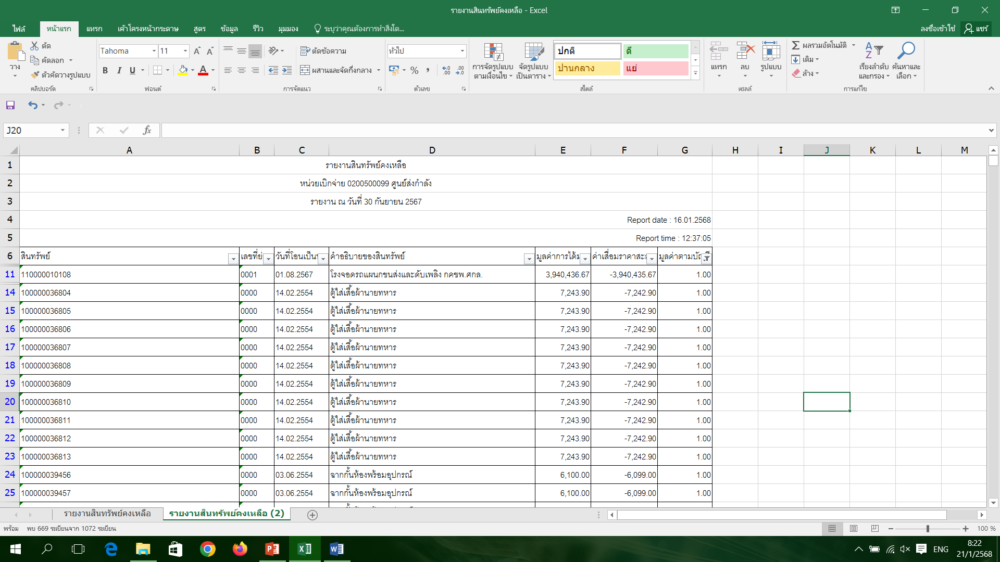 รายงานสินทรัพย์คงเหลือ - Excel
ไฟล์ หน้าแรก แทรก เค้าโครงหน้ากระดาษ สูตร ข้อมูล รีวิว มุมมอง ระบุว่าคุณต้องการทำสิ่งใด... ลงชื่อเข้าใช้ แชร์
วาง ตัด คัดลอก ตัวคัดวางรูปแบบ คลิปบอร์ด
Tahoma 11 A A B I U A ฟอนต์
ตัดข้อความ ผสานและจัดกึ่งกลาง การจัดแนว
ทั่วไป % , ตัวเลข
การจัดรูปแบบตามเงื่อนไข จัดรูปแบบเป็นตาราง ปกติ ดี ปานกลาง แย่ สไตล์
แทรก ลบ รูปแบบ เซลล์
ผลรวมอัตโนมัติ เติม ล้าง เรียงลำดับและกรอง ค้นหาและเลือก การแก้ไข
J20 fx
A B C D E F G H I J K L M
1 รายงานสินทรัพย์คงเหลือ
2 หน่วยเบิกจ่าย 0200500099 ศูนย์ส่งกำลัง
3 รายงาน ณ วันที่ 30 กันยายน 2567
4 Report date : 16.01.2568
5 Report time : 12:37:05
6 สินทรัพย์ เลขที่ย่ วันที่โอนเป็น คำอธิบายของสินทรัพย์ มูลค่าการได้ม ค่าเสื่อมราคาสะ มูลค่าตามบัญชี
11 110000010108 0001 01.08.2567 โรงจอดรถแผนกขนส่งและดับเพลิง กคชพ.ศกล. 3,940,436.67 -3,940,435.67 1.00
14 100000036804 0000 14.02.2554 ตู้ใส่เสื้อผ้านายทหาร 7,243.90 -7,242.90 1.00
15 100000036805 0000 14.02.2554 ตู้ใส่เสื้อผ้านายทหาร 7,243.90 -7,242.90 1.00
16 100000036806 0000 14.02.2554 ตู้ใส่เสื้อผ้านายทหาร 7,243.90 -7,242.90 1.00
17 100000036807 0000 14.02.2554 ตู้ใส่เสื้อผ้านายทหาร 7,243.90 -7,242.90 1.00
18 100000036808 0000 14.02.2554 ตู้ใส่เสื้อผ้านายทหาร 7,243.90 -7,242.90 1.00
19 100000036809 0000 14.02.2554 ตู้ใส่เสื้อผ้านายทหาร 7,243.90 -7,242.90 1.00
20 100000036810 0000 14.02.2554 ตู้ใส่เสื้อผ้านายทหาร 7,243.90 -7,242.90 1.00
21 100000036811 0000 14.02.2554 ตู้ใส่เสื้อผ้านายทหาร 7,243.90 -7,242.90 1.00
22 100000036812 0000 14.02.2554 ตู้ใส่เสื้อผ้านายทหาร 7,243.90 -7,242.90 1.00
23 100000036813 0000 14.02.2554 ตู้ใส่เสื้อผ้านายทหาร 7,243.90 -7,242.90 1.00
24 100000039456 0000 03.06.2554 ฉากกั้นห้องพร้อมอุปกรณ์ 6,100.00 -6,099.00 1.00
25 100000039457 0000 03.06.2554 ฉากกั้นห้องพร้อมอุปกรณ์ 6,100.00 -6,099.00 1.00
รายงานสินทรัพย์คงเหลือ รายงานสินทรัพย์คงเหลือ (2)
พร้อม พบ 669 ระเบียนจาก 1072 ระเบียน 100 %
ENG 8:22
21/1/2568